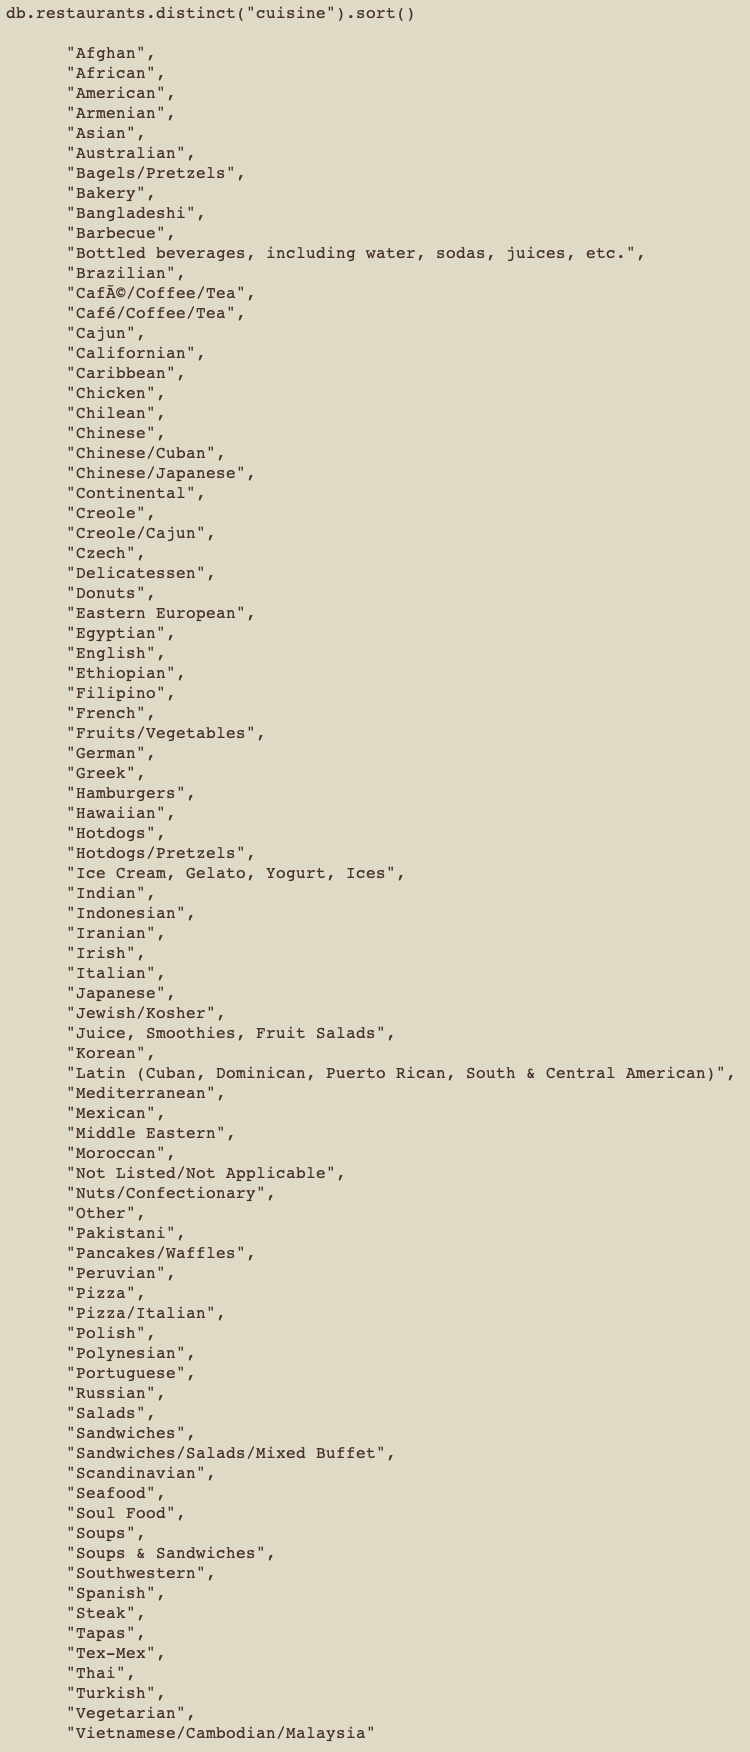 db.restaurants.distinct("cuisine").sort()
"Afghan",
"African",
"American",
"Armenian",
"Asian",
"Australian",
"Bagels/Pretzels",
"Bakery",
"Bangladeshi",
"Barbecue",
"Bottled beverages, including water, sodas, juices, etc.",
"Brazilian",
"CafÃ©/Coffee/Tea",
"Café/Coffee/Tea",
"Cajun",
"Californian",
"Caribbean",
"Chicken",
"Chilean",
"Chinese",
"Chinese/Cuban",
"Chinese/Japanese",
"Continental",
"Creole",
"Creole/Cajun",
"Czech",
"Delicatessen",
"Donuts",
"Eastern European",
"Egyptian",
"English",
"Ethiopian",
"Filipino",
"French",
"Fruits/Vegetables",
"German",
"Greek",
"Hamburgers",
"Hawaiian",
"Hotdogs",
"Hotdogs/Pretzels",
"Ice Cream, Gelato, Yogurt, Ices",
"Indian",
"Indonesian",
"Iranian",
"Irish",
"Italian",
"Japanese",
"Jewish/Kosher",
"Juice, Smoothies, Fruit Salads",
"Korean",
"Latin (Cuban, Dominican, Puerto Rican, South & Central American)",
"Mediterranean",
"Mexican",
"Middle Eastern",
"Moroccan",
"Not Listed/Not Applicable",
"Nuts/Confectionary",
"Other",
"Pakistani",
"Pancakes/Waffles",
"Peruvian",
"Pizza",
"Pizza/Italian",
"Polish",
"Polynesian",
"Portuguese",
"Russian",
"Salads",
"Sandwiches",
"Sandwiches/Salads/Mixed Buffet",
"Scandinavian",
"Seafood",
"Soul Food",
"Soups",
"Soups & Sandwiches",
"Southwestern",
"Spanish",
"Steak",
"Tapas",
"Tex-Mex",
"Thai",
"Turkish",
"Vegetarian",
"Vietnamese/Cambodian/Malaysia"